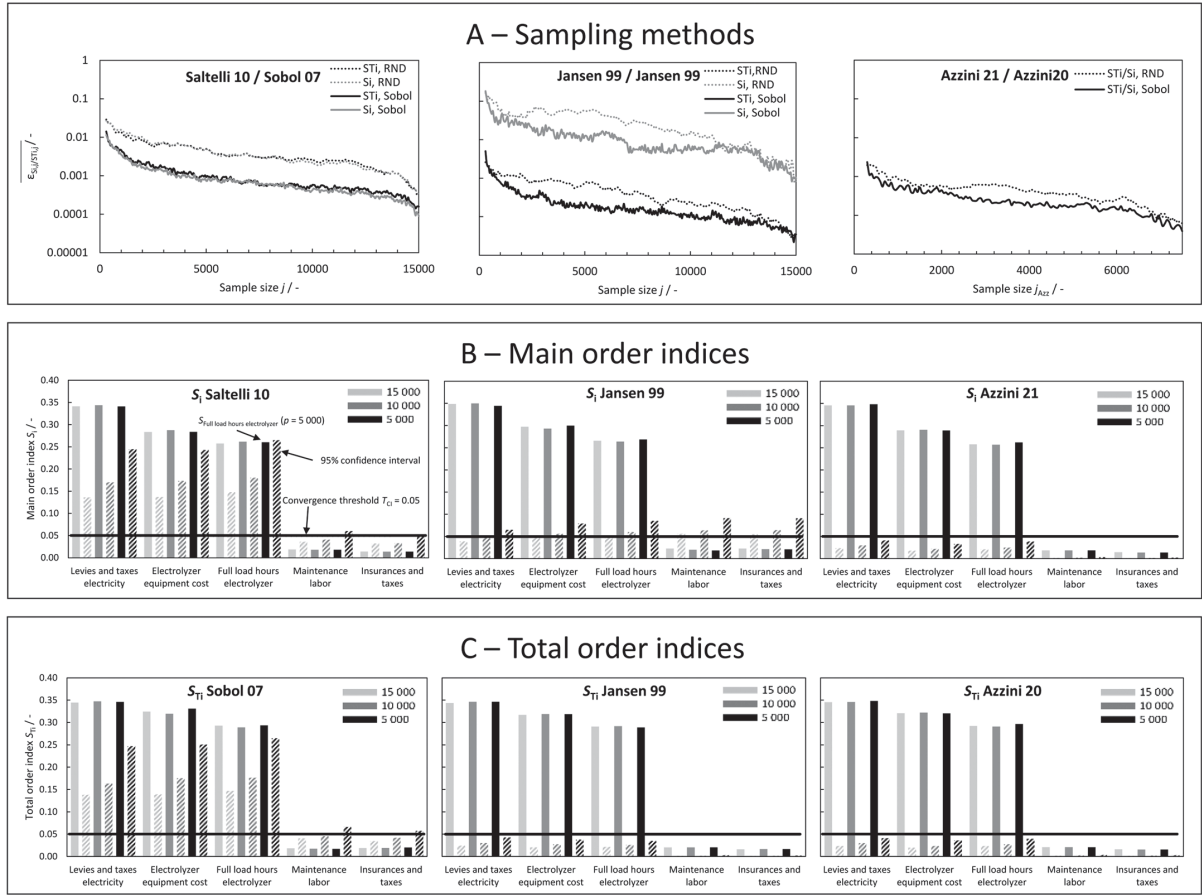 A – Sampling methods
Saltelli 10 / Sobol 07
STi, RND
Si, RND
STi, Sobol
Si, Sobol
εSi,j/STi,j / -
1
0.1
0.01
0.001
0.0001
0.00001
0
5000
10000
15000
Sample size j / -
Jansen 99 / Jansen 99
STi,RND
Si, RND
STi, Sobol
Si, Sobol
0
5000
10000
15000
Sample size j / -
Azzini 21 / Azzini20
STi/Si, RND
STi/Si, Sobol
0
2000
4000
6000
Sample size jAzz / -
B – Main order indices
Si Saltelli 10
15 000
10 000
5 000
SFull load hours electrolyzer (p = 5 000)
95% confidence interval
Convergence threshold TCI = 0.05
Main order index Si / -
0.40
0.35
0.30
0.25
0.20
0.15
0.10
0.05
0.00
Levies and taxes
electricity
Electrolyzer
equipment cost
Full load hours
electrolyzer
Maintenance
labor
Insurances and
taxes
Si Jansen 99
15 000
10 000
5 000
Levies and taxes
electricity
Electrolyzer
equipment cost
Full load hours
electrolyzer
Maintenance
labor
Insurances and
taxes
Si Azzini 21
15 000
10 000
5 000
Levies and taxes
electricity
Electrolyzer
equipment cost
Full load hours
electrolyzer
Maintenance
labor
Insurances and
taxes
C – Total order indices
STi Sobol 07
15 000
10 000
5 000
Total order index STi / -
0.40
0.35
0.30
0.25
0.20
0.15
0.10
0.05
0.00
Levies and taxes
electricity
Electrolyzer
equipment cost
Full load hours
electrolyzer
Maintenance
labor
Insurances and
taxes
STi Jansen 99
15 000
10 000
5 000
Levies and taxes
electricity
Electrolyzer
equipment cost
Full load hours
electrolyzer
Maintenance
labor
Insurances and
taxes
STi Azzini 20
15 000
10 000
5 000
Levies and taxes
electricity
Electrolyzer
equipment cost
Full load hours
electrolyzer
Maintenance
labor
Insurances and
taxes